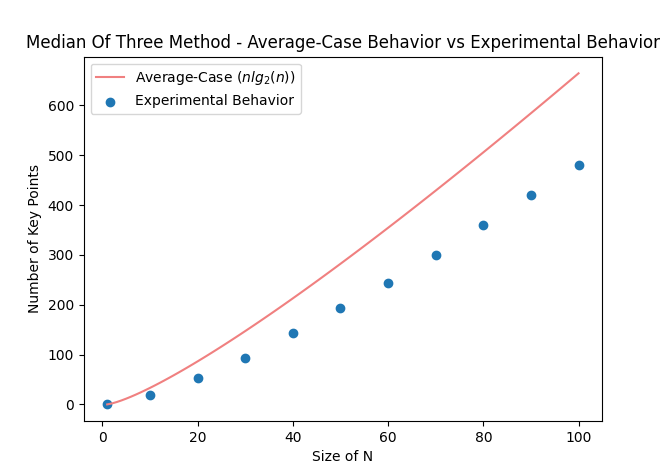 Median Of Three Method - Average-Case Behavior vs Experimental Behavior
Average-Case (nlg₂(n))
Experimental Behavior
Number of Key Points
600
500
400
300
200
100
0
0 20 40 60 80 100
Size of N